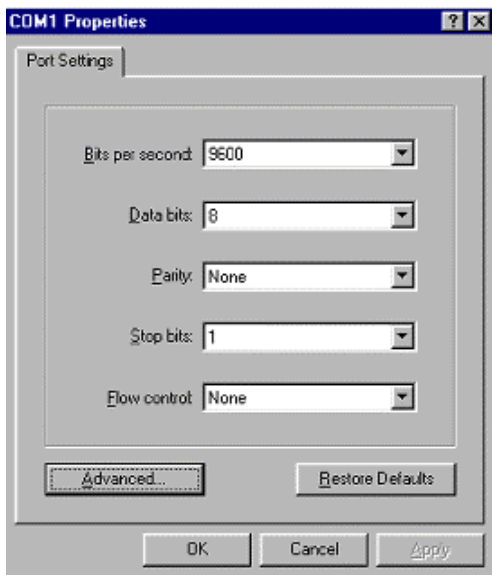 COM1 Properties
Port Settings
Bits per second: 9600
Data bits: 8
Parity: None
Stop bits: 1
Flow control: None
Advanced... Restore Defaults
OK Cancel Apply